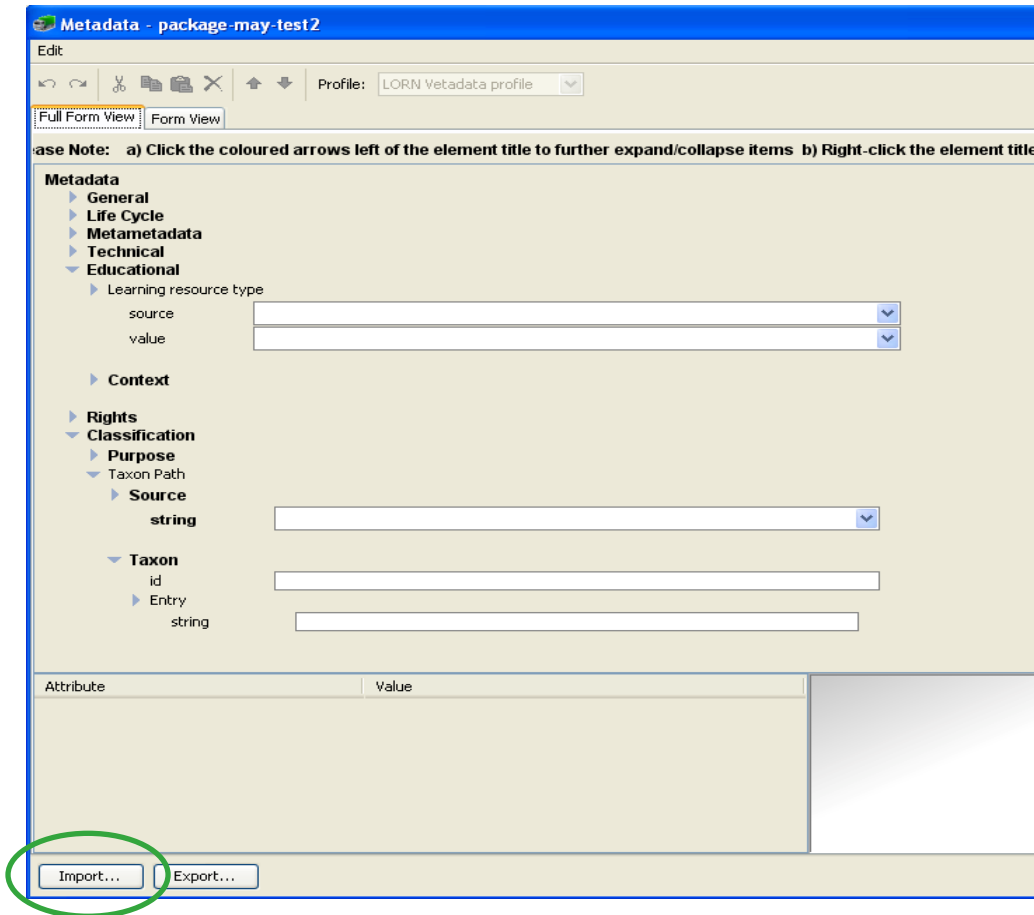 Metadata - package-may-test2
Edit
Profile: LORN Vetadata profile
Full Form View Form View
ase Note: a) Click the coloured arrows left of the element title to further expand/collapse items b) Right-click the element title
Metadata
General
Life Cycle
Metametadata
Technical
Educational
Learning resource type
source
value
Context
Rights
Classification
Purpose
Taxon Path
Source
string
Taxon
id
Entry
string
Attribute Value
Import... Export...